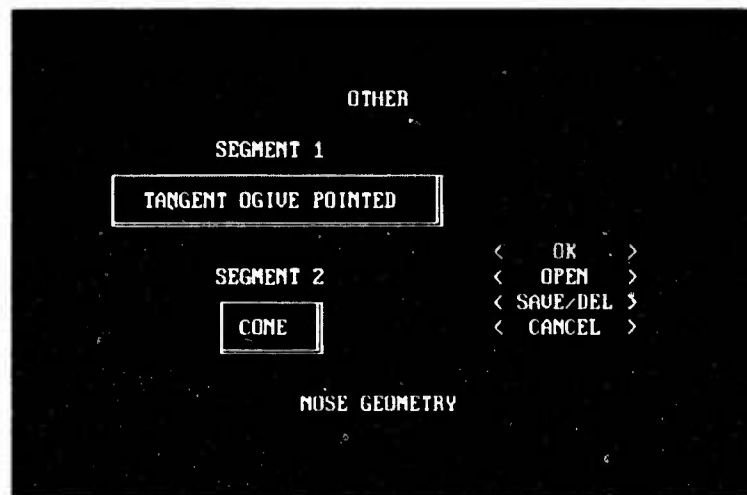 OTHER
SEGMENT 1
TANGENT OGIVE POINTED
SEGMENT 2
CONE
< OK >
< OPEN >
< SAVE/DEL >
< CANCEL >
NOSE GEOMETRY